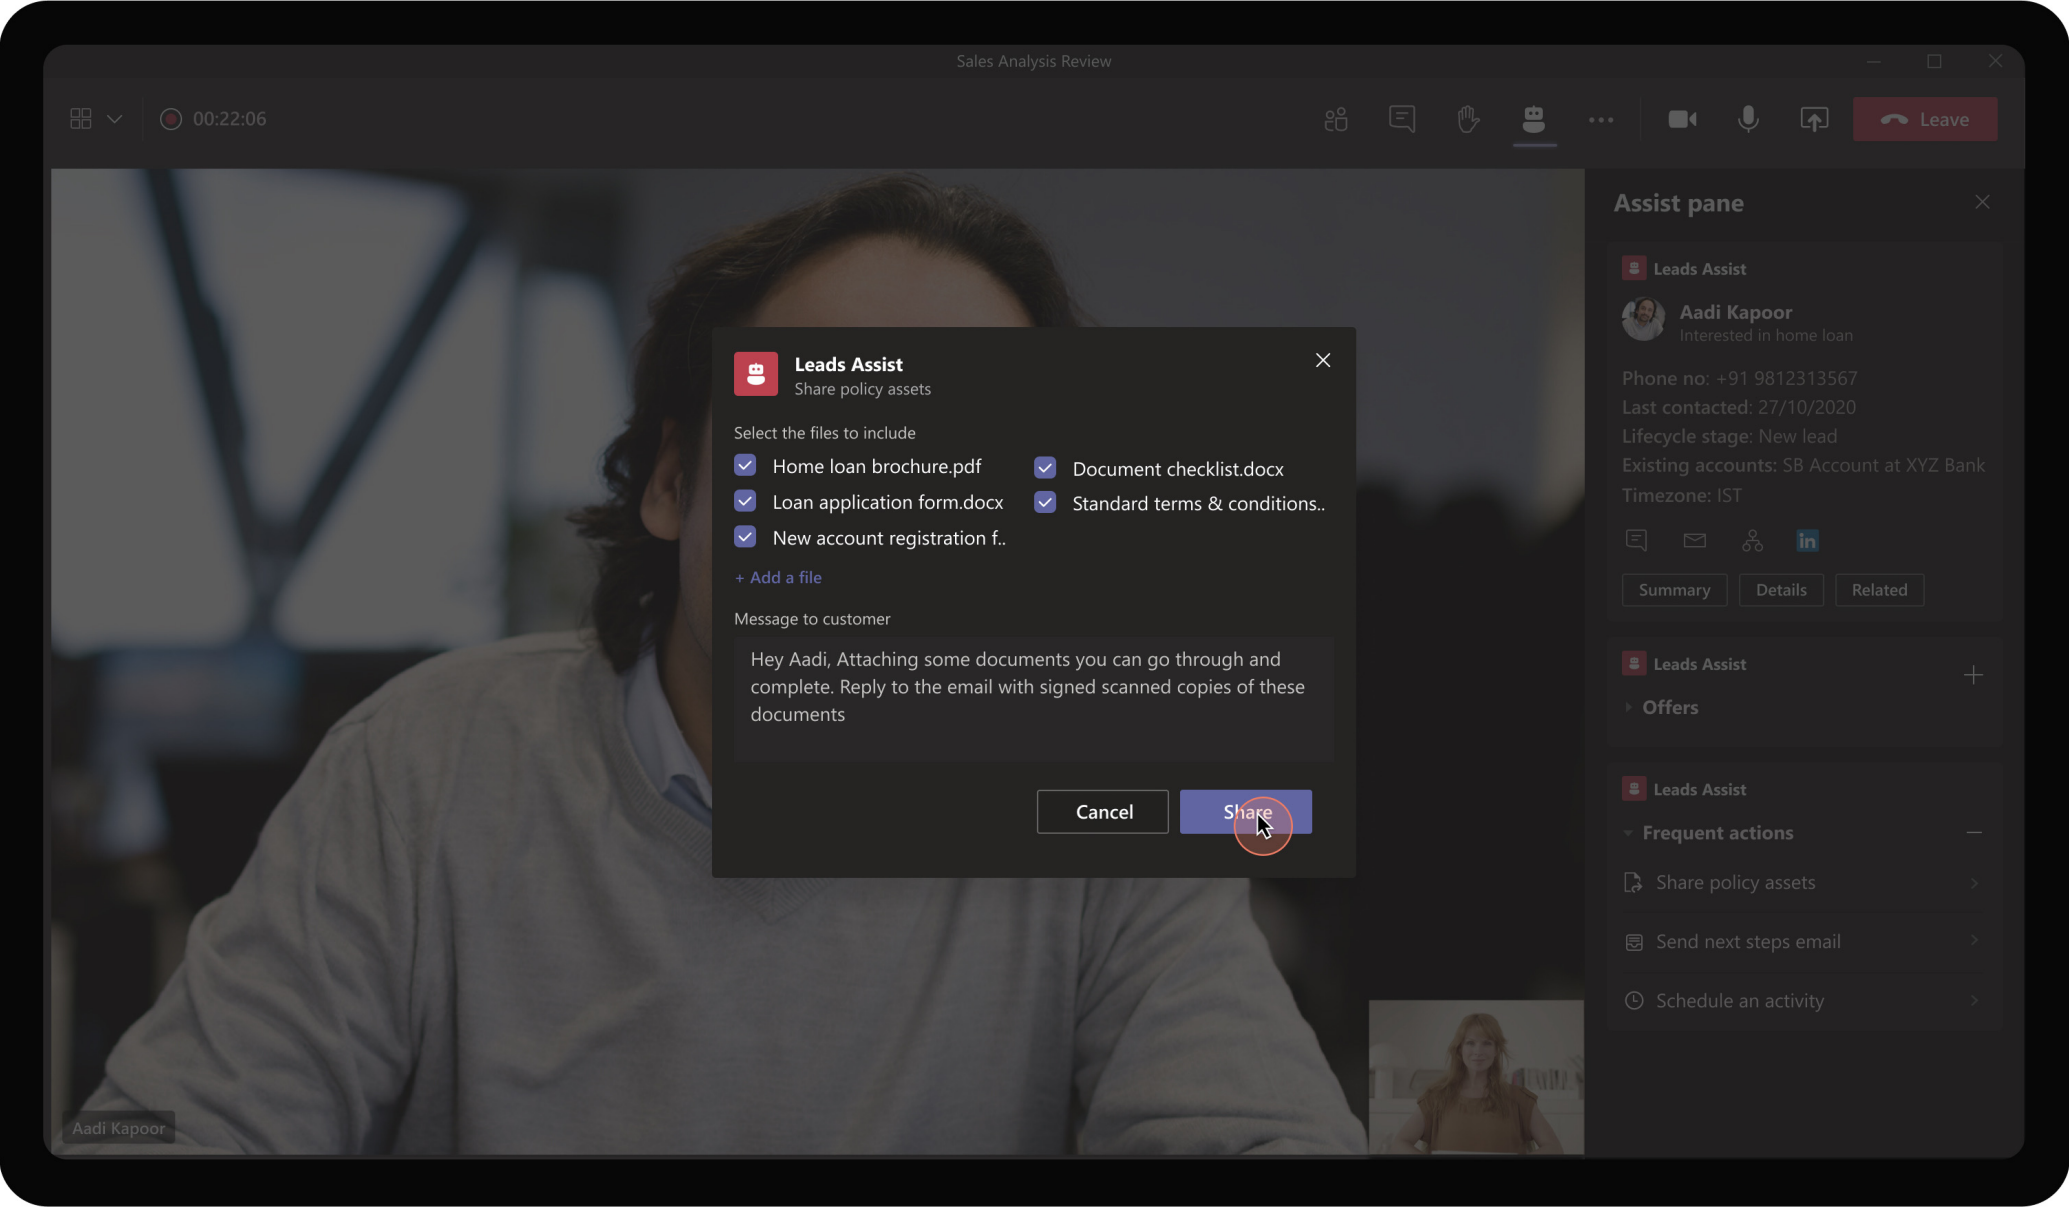 Sales Analysis Review
00:22:06
Leave
Aadi Kapoor
Leads Assist
Share policy assets
Select the files to include
Home loan brochure.pdf
Document checklist.docx
Loan application form.docx
Standard terms & conditions..
New account registration f..
+ Add a file
Message to customer
Hey Aadi, Attaching some documents you can go through and
complete. Reply to the email with signed scanned copies of these
documents
Cancel
Share
Assist pane
Leads Assist
Aadi Kapoor
Interested in home loan
Phone no: +91 9812313567
Last contacted: 27/10/2020
Lifecycle stage: New lead
Existing accounts: SB Account at XYZ Bank
Timezone: IST
in
Summary
Details
Related
Leads Assist
Offers
Leads Assist
Frequent actions
Share policy assets
Send next steps email
Schedule an activity